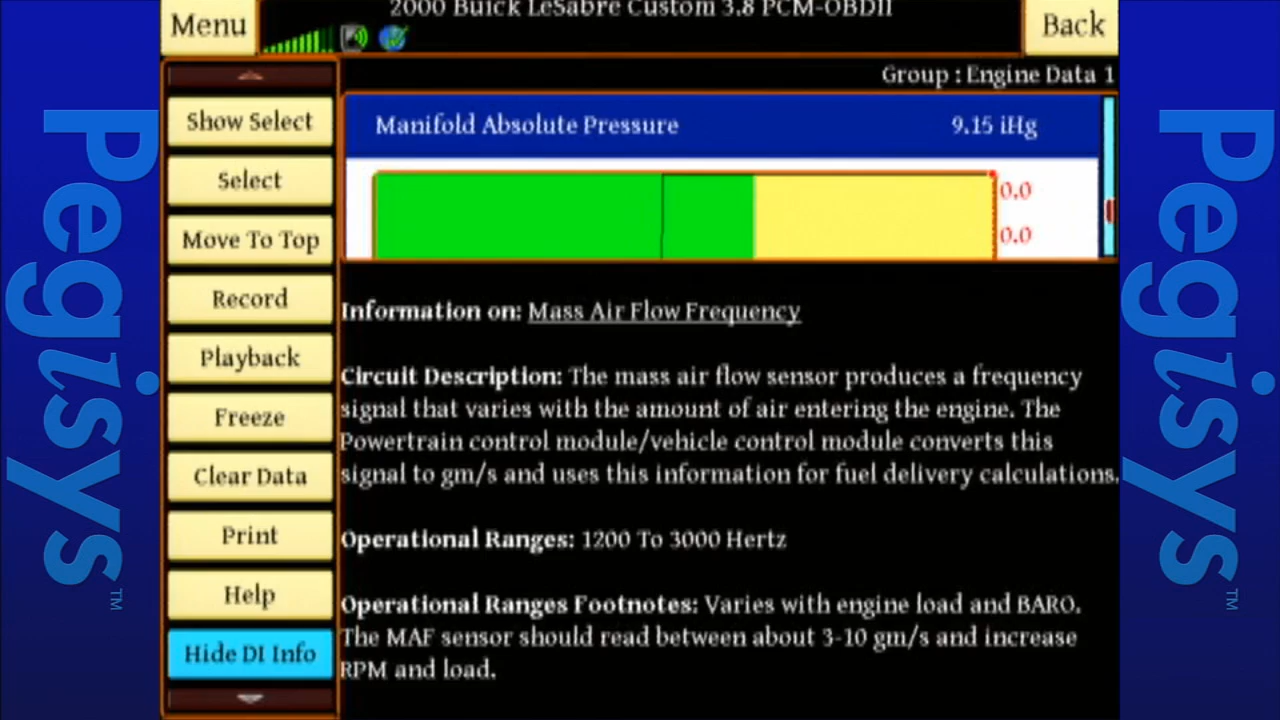 2000 Buick LeSabre Custom 3.8 PCM-OBDII
Menu
Back
Group : Engine Data 1
Show Select
Select
Move To Top
Record
Playback
Freeze
Clear Data
Print
Help
Hide DI Info
Manifold Absolute Pressure 9.15 iHg
0.0
0.0
Information on: Mass Air Flow Frequency
Circuit Description: The mass air flow sensor produces a frequency
signal that varies with the amount of air entering the engine. The
Powertrain control module/vehicle control module converts this
signal to gm/s and uses this information for fuel delivery calculations.
Operational Ranges: 1200 To 3000 Hertz
Operational Ranges Footnotes: Varies with engine load and BARO.
The MAF sensor should read between about 3-10 gm/s and increase
RPM and load.
Pegisys™
Pegisys™